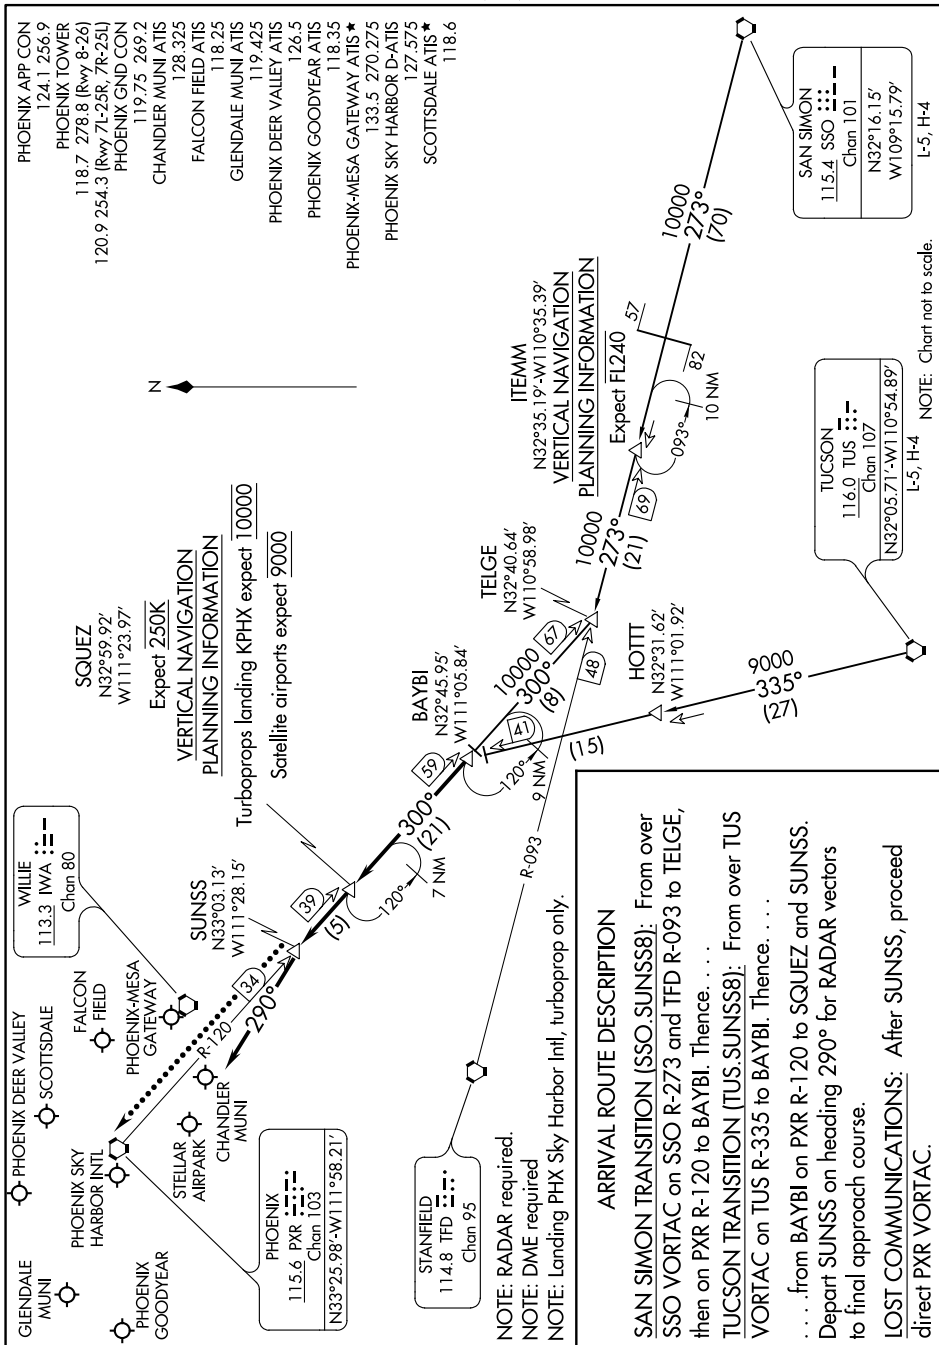 PHOENIX APP CON
124.1 256.9
PHOENIX TOWER
118.7 278.8 (Rwy 8-26)
120.9 254.3 (Rwy 7L-25R, 7R-25L)
PHOENIX GND CON
119.75 269.2
CHANDLER MUNI ATIS
128.325
FALCON FIELD ATIS
118.25
GLENDALE MUNI ATIS
119.425
PHOENIX DEER VALLEY ATIS
126.5
PHOENIX GOODYEAR ATIS
118.35
PHOENIX-MESA GATEWAY ATIS ★
133.5 270.275
PHOENIX SKY HARBOR D-ATIS
127.575
SCOTTSDALE ATIS ★
118.6
N
GLENDALE
MUNI
PHOENIX DEER VALLEY
SCOTTSDALE
PHOENIX
GOODYEAR
PHOENIX SKY
HARBOR INTL
FALCON
FIELD
PHOENIX-MESA
GATEWAY
STELLAR
AIRPARK
CHANDLER
MUNI
WILLIE
113.3 IWA
Chan 80
PHOENIX
115.6 PXR
Chan 103
N33°25.98'-W111°58.21'
R-120
34
290°
SUNSS
N33°03.13'
W111°28.15'
39
(5)
SQUEZ
N32°59.92'
W111°23.97'
Expect 250K
VERTICAL NAVIGATION
PLANNING INFORMATION
Turboprops landing KPHX expect 10000
Satellite airports expect 9000
120°
7 NM
300°
(21)
59
BAYBI
N32°45.95'
W111°05.84'
120°
9 NM
41
10000
300°
(8)
67
TELGE
N32°40.64'
W110°58.98'
48
R-093
STANFIELD
114.8 TFD
Chan 95
ITEMM
N32°35.19'-W110°35.39'
VERTICAL NAVIGATION
PLANNING INFORMATION
Expect FL240
10000
273°
(21)
69
093°
10 NM
57
82
10000
273°
(70)
SAN SIMON
115.4 SSO
Chan 101
N32°16.15'
W109°15.79'
L-5, H-4
HOTTT
N32°31.62'
W111°01.92'
(15)
9000
335°
(27)
TUCSON
116.0 TUS
Chan 107
N32°05.71'-W110°54.89'
L-5, H-4
NOTE: Chart not to scale.
NOTE: RADAR required.
NOTE: DME required
NOTE: Landing PHX Sky Harbor Intl, turboprop only.
ARRIVAL ROUTE DESCRIPTION
SAN SIMON TRANSITION (SSO.SUNSS8): From over
SSO VORTAC on SSO R-273 and TFD R-093 to TELGE,
then on PXR R-120 to BAYBI. Thence. . . .
TUCSON TRANSITION (TUS.SUNSS8): From over TUS
VORTAC on TUS R-335 to BAYBI. Thence. . . .
. . . .from BAYBI on PXR R-120 to SQUEZ and SUNSS.
Depart SUNSS on heading 290° for RADAR vectors
to final approach course.
LOST COMMUNICATIONS: After SUNSS, proceed
direct PXR VORTAC.